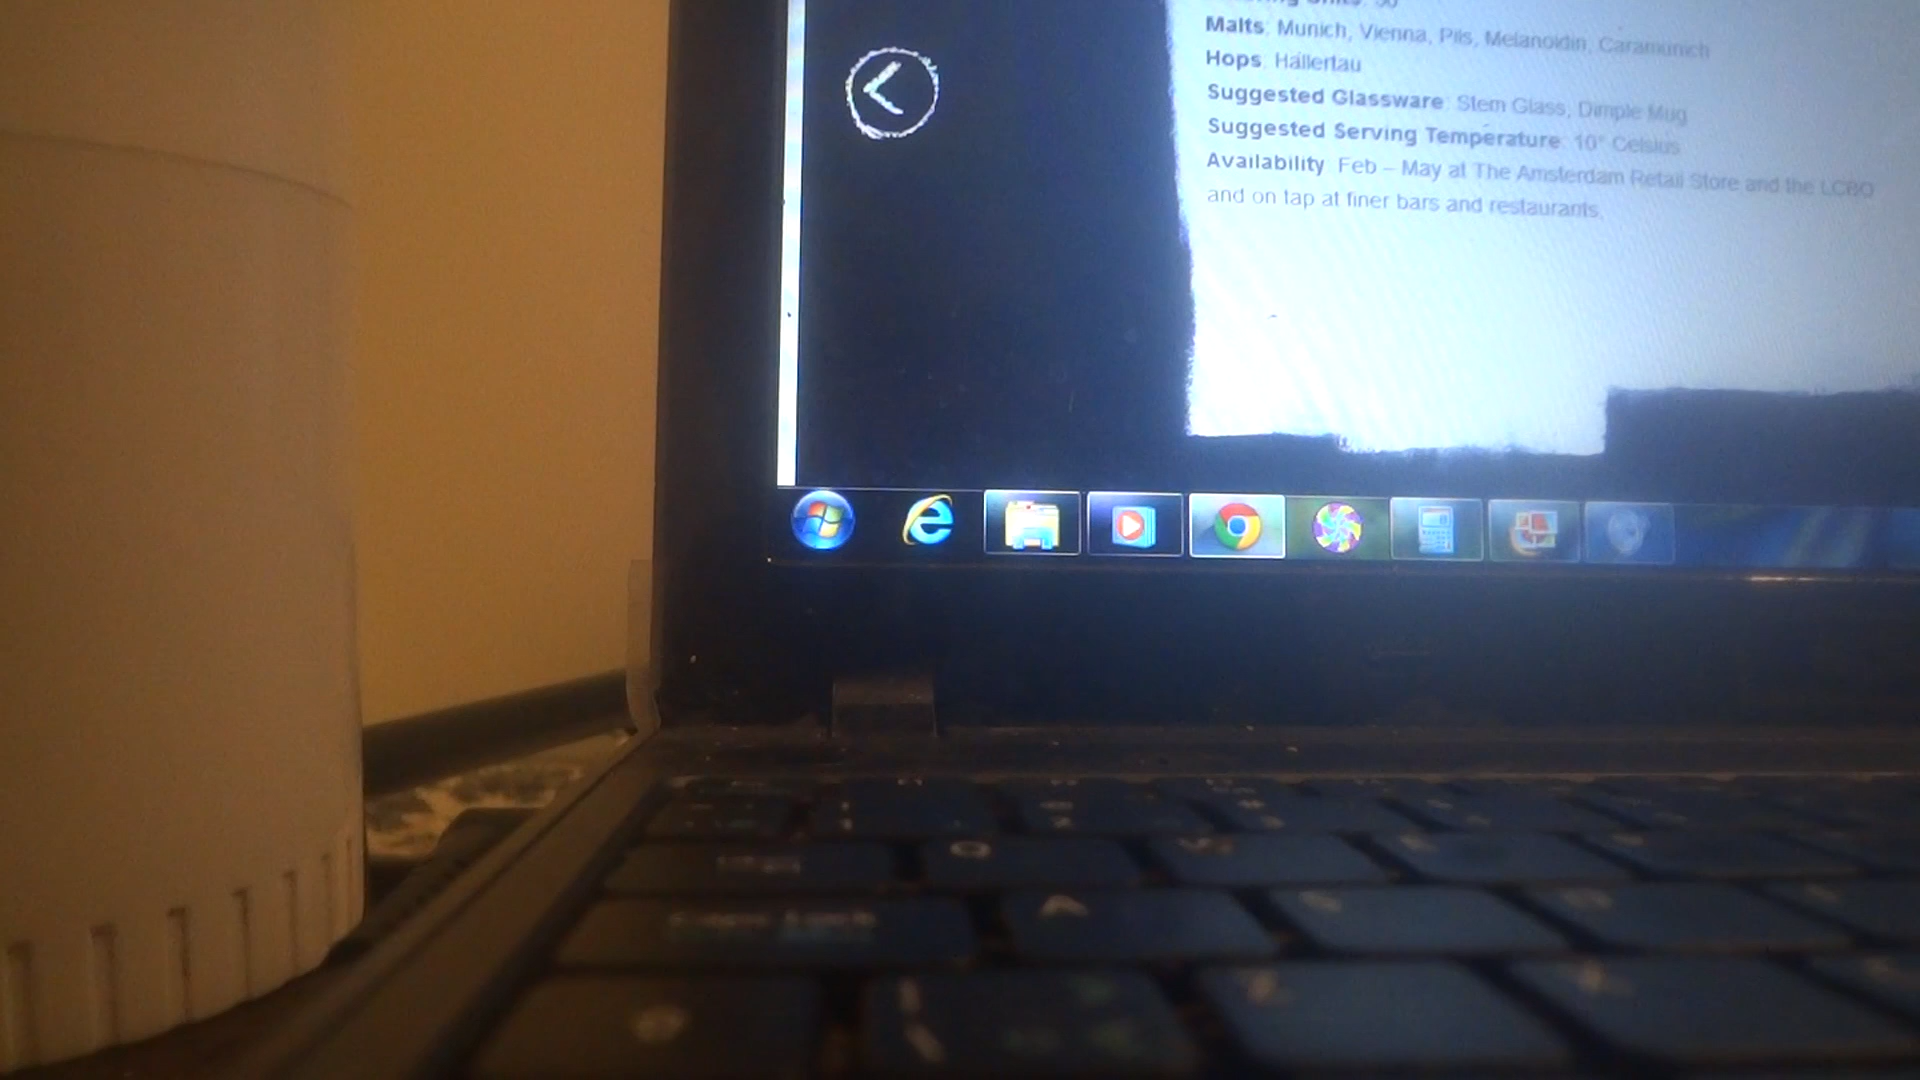 Malts: Munich, Vienna, Pils, Melanoidin, Caramunich
Hops: Hallertau
Suggested Glassware: Stem Glass, Dimple Mug
Suggested Serving Temperature: 10° Celsius
Availability: Feb – May at The Amsterdam Retail Store and the LCBO
and on tap at finer bars and restaurants.
Q
Caps Lock
A